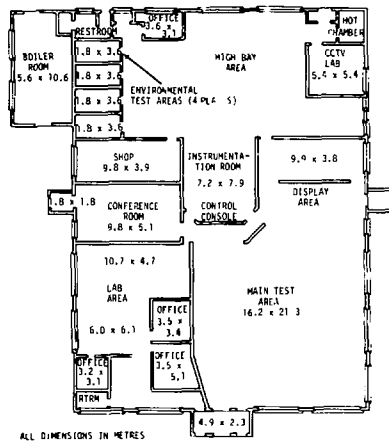 OFFICE
3.6 x
3.1
RESTROOM
HOT
CHAMBER
BOILER
ROOM
5.6 x 10.6
1.8 x 3.6
1.8 x 3.6
1.8 x 3.6
1.8 x 3.6
HIGH BAY
AREA
CCTV
LAB
5.4 x 5.4
ENVIRONMENTAL
TEST AREAS (4 PLA S)
SHOP
9.8 x 3.9
INSTRUMENTA-
TION ROOM
7.2 x 7.9
CONTROL
CONSOLE
9.9 x 3.8
DISPLAY
AREA
1.8 x 1.8
CONFERENCE
ROOM
9.8 x 5.1
10.7 x 4.7
LAB
AREA
6.0 x 6.1
OFFICE
3.5 x
3.4
MAIN TEST
AREA
16.2 x 21.3
OFFICE
3.2 x
3.1
OFFICE
3.5 x
5.1
RTRM
4.9 x 2.3
ALL DIMENSIONS IN METRES